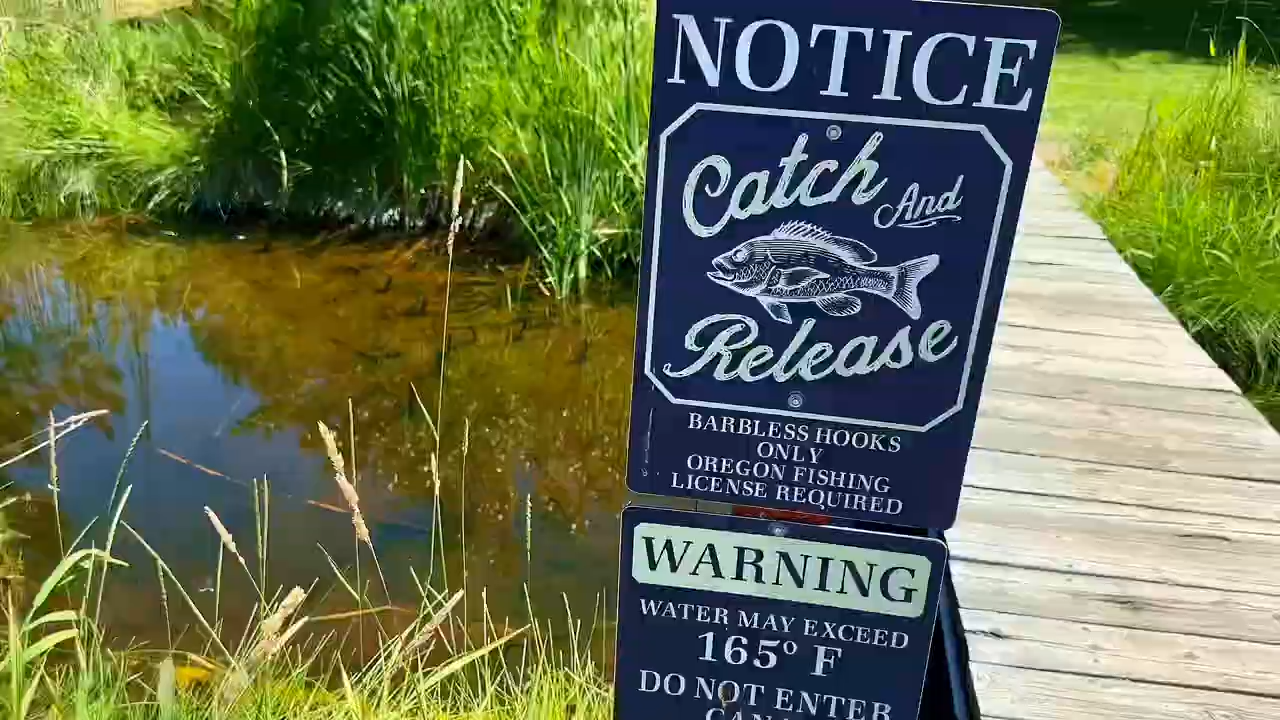 NOTICE
Catch And
Release
BARBLESS HOOKS
ONLY
OREGON FISHING
LICENSE REQUIRED
WARNING
WATER MAY EXCEED
165° F
DO NOT ENTER